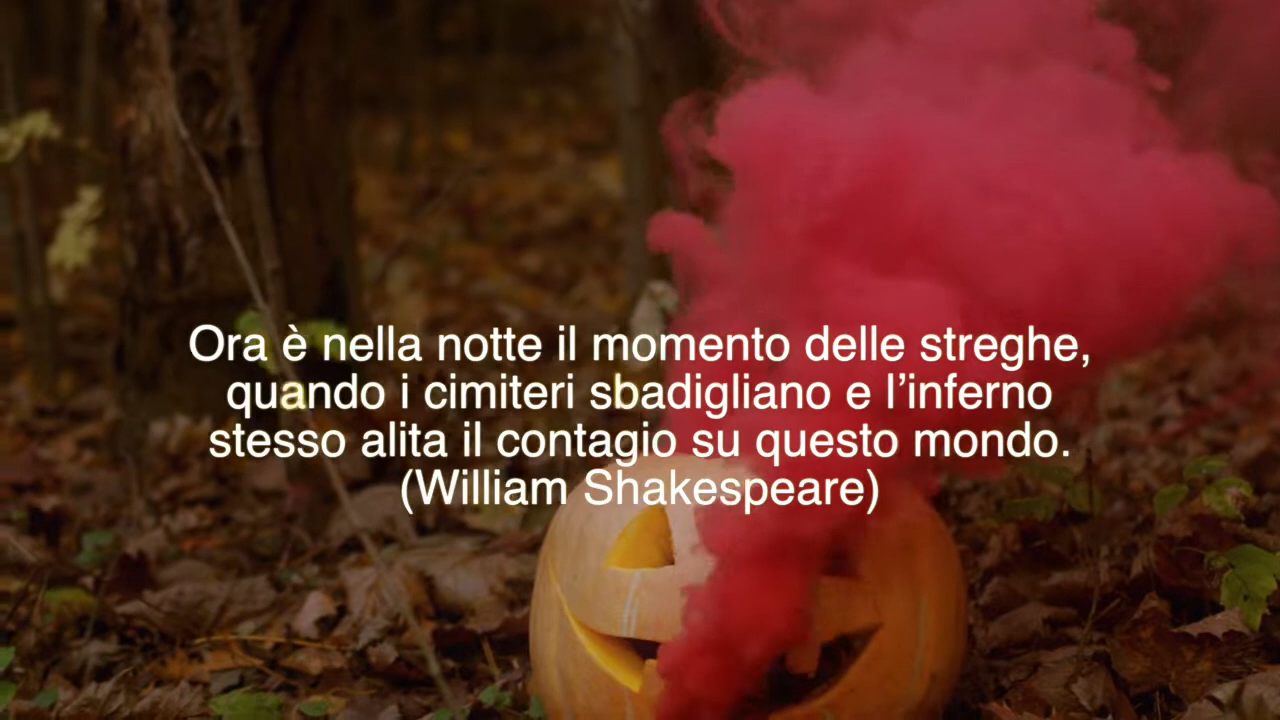 Ora è nella notte il momento delle streghe,
quando i cimiteri sbadigliano e l’inferno
stesso alita il contagio su questo mondo.
(William Shakespeare)